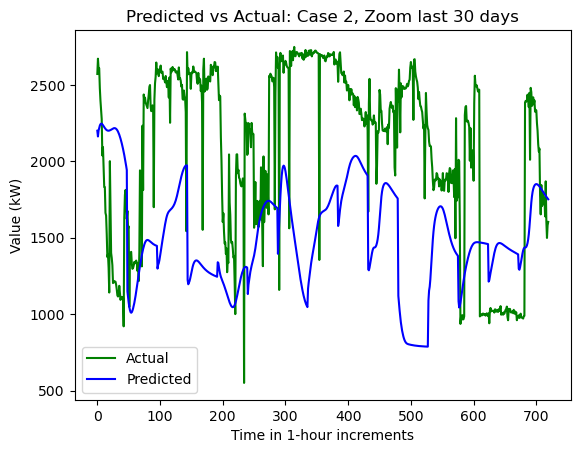 Predicted vs Actual: Case 2, Zoom last 30 days
Value (kW)
2500
2000
1500
1000
500
Actual
Predicted
0 100 200 300 400 500 600 700
Time in 1-hour increments